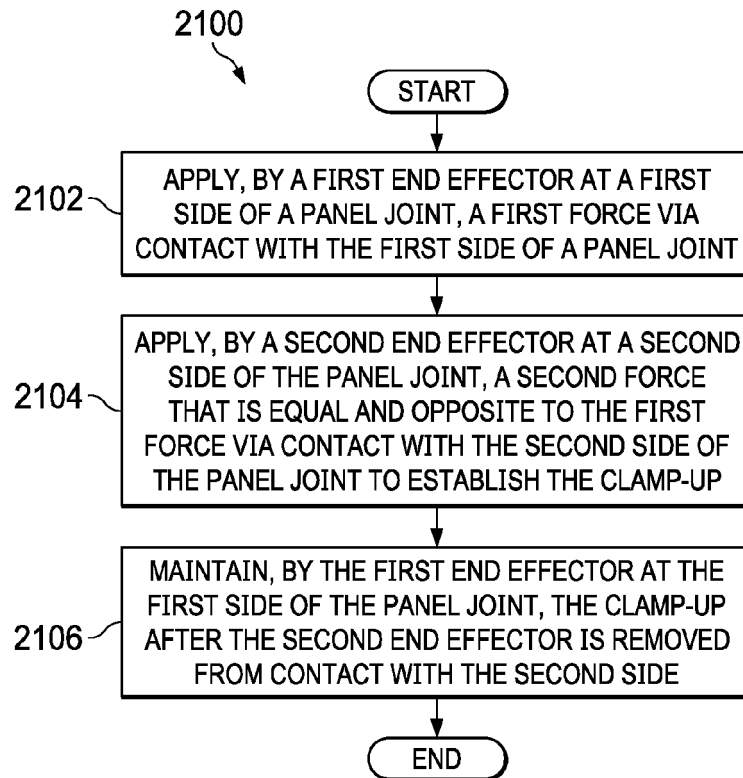 2100
START
2102
APPLY, BY A FIRST END EFFECTOR AT A FIRST
SIDE OF A PANEL JOINT, A FIRST FORCE VIA
CONTACT WITH THE FIRST SIDE OF A PANEL JOINT
2104
APPLY, BY A SECOND END EFFECTOR AT A SECOND
SIDE OF THE PANEL JOINT, A SECOND FORCE
THAT IS EQUAL AND OPPOSITE TO THE FIRST
FORCE VIA CONTACT WITH THE SECOND SIDE OF
THE PANEL JOINT TO ESTABLISH THE CLAMP-UP
2106
MAINTAIN, BY THE FIRST END EFFECTOR AT THE
FIRST SIDE OF THE PANEL JOINT, THE CLAMP-UP
AFTER THE SECOND END EFFECTOR IS REMOVED
FROM CONTACT WITH THE SECOND SIDE
END